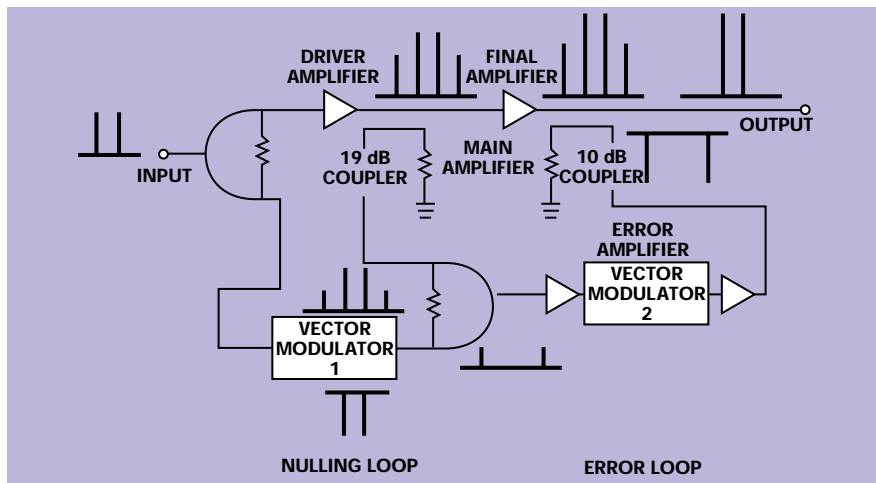 DRIVER
AMPLIFIER
FINAL
AMPLIFIER
INPUT
OUTPUT
19 dB
COUPLER
MAIN
AMPLIFIER
10 dB
COUPLER
ERROR
AMPLIFIER
VECTOR
MODULATOR
1
VECTOR
MODULATOR
2
NULLING LOOP
ERROR LOOP